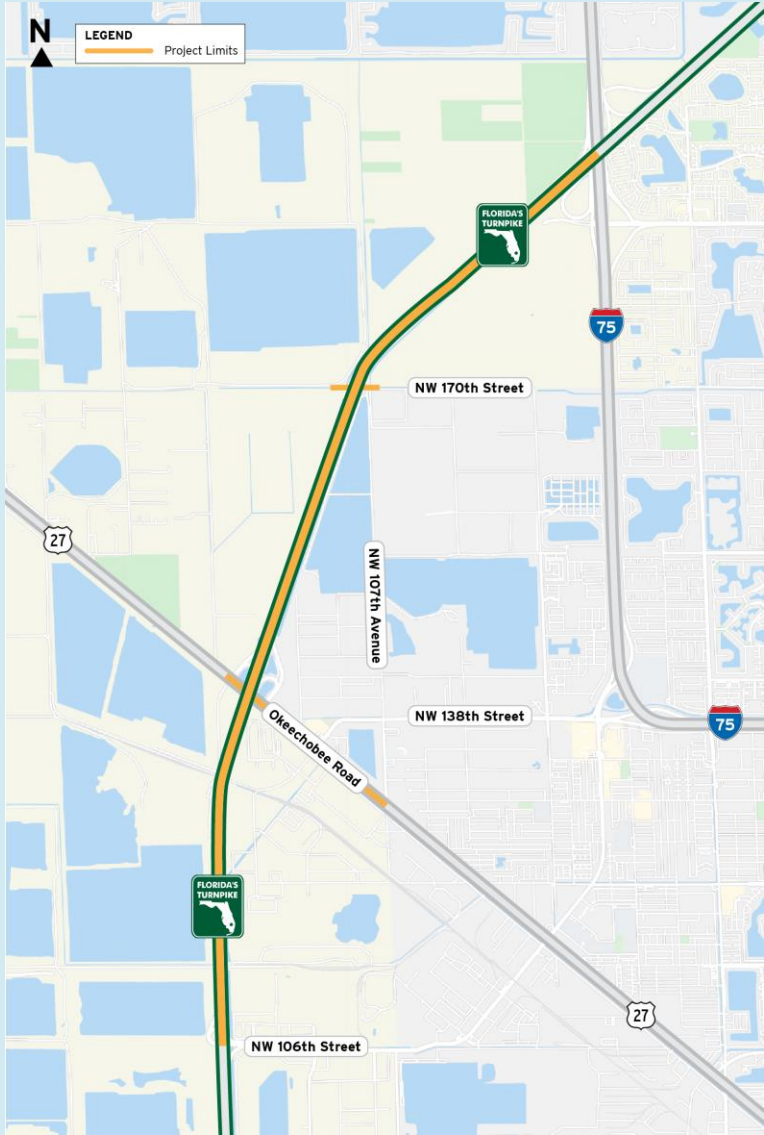 N
LEGEND
Project Limits
FLORIDA'S
TURNPIKE
75
NW 170th Street
27
NW 107th Avenue
NW 138th Street
75
Okeechobee Road
FLORIDA'S
TURNPIKE
27
NW 106th Street